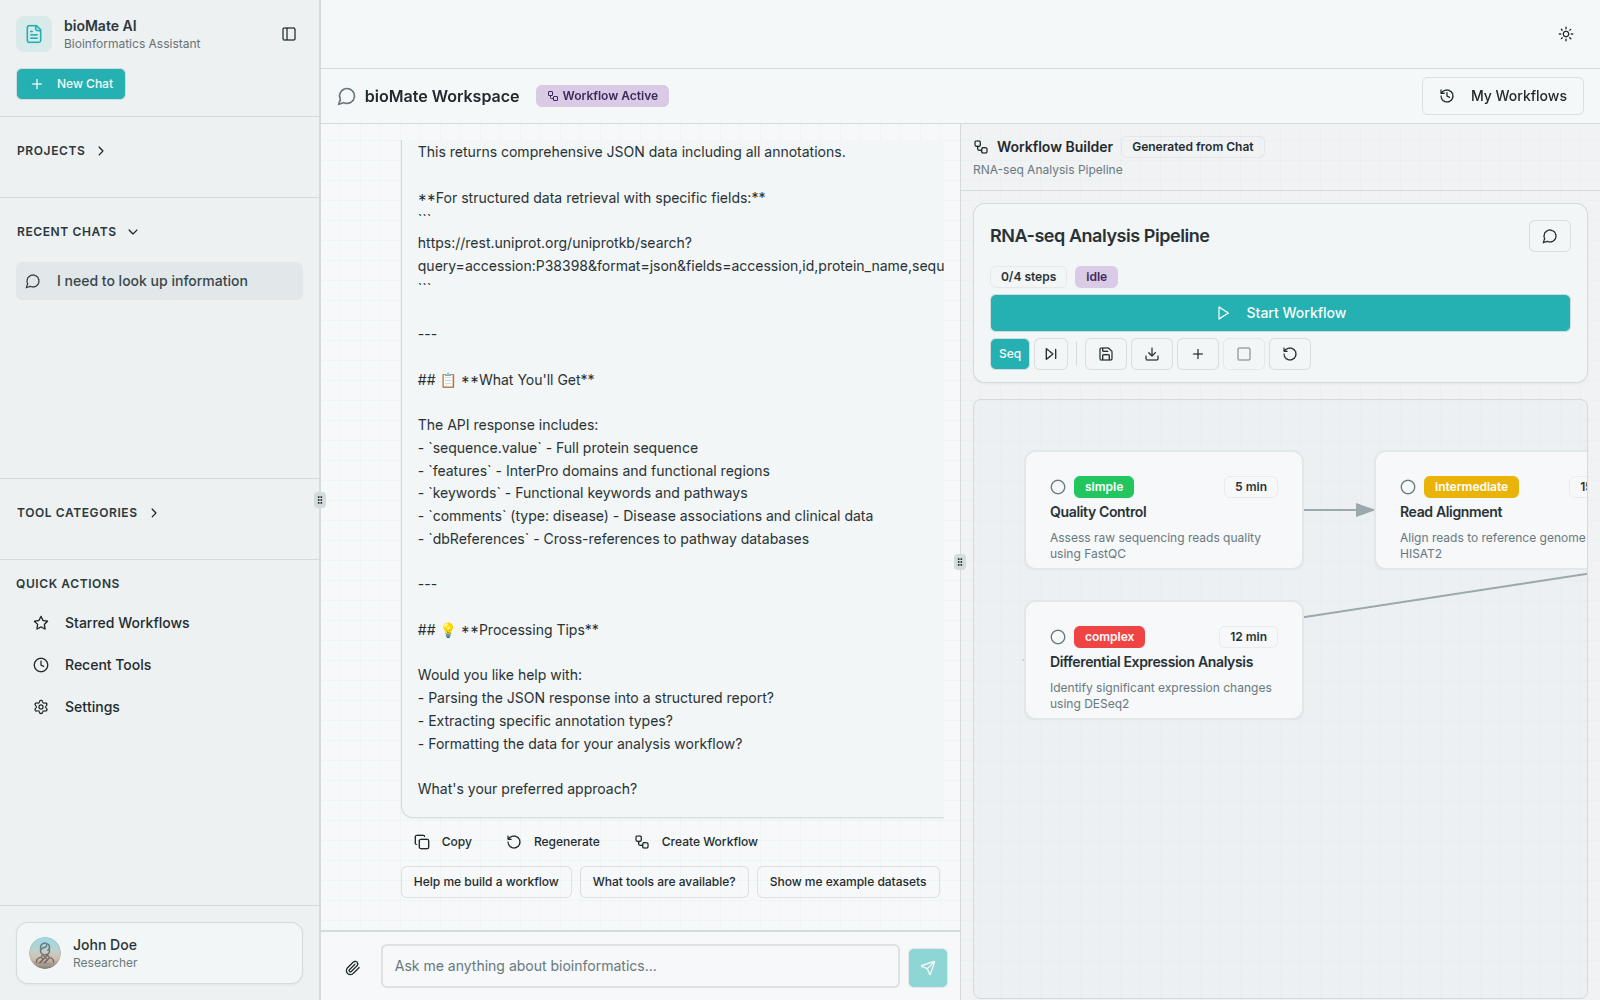 bioMate AI
Bioinformatics Assistant
New Chat
PROJECTS
RECENT CHATS
I need to look up information
TOOL CATEGORIES
QUICK ACTIONS
Starred Workflows
Recent Tools
Settings
John Doe
Researcher
bioMate Workspace
Workflow Active
My Workflows
This returns comprehensive JSON data including all annotations.
**For structured data retrieval with specific fields:**
```
https://rest.uniprot.org/uniprotkb/search?
query=accession:P38398&format=json&fields=accession,id,protein_name,sequ
```
---
## 📋 **What You'll Get**
The API response includes:
- `sequence.value` - Full protein sequence
- `features` - InterPro domains and functional regions
- `keywords` - Functional keywords and pathways
- `comments` (type: disease) - Disease associations and clinical data
- `dbReferences` - Cross-references to pathway databases
---
## 💡 **Processing Tips**
Would you like help with:
- Parsing the JSON response into a structured report?
- Extracting specific annotation types?
- Formatting the data for your analysis workflow?
What's your preferred approach?
Copy Regenerate Create Workflow
Help me build a workflow What tools are available? Show me example datasets
Ask me anything about bioinformatics...
Workflow Builder Generated from Chat
RNA-seq Analysis Pipeline
RNA-seq Analysis Pipeline
0/4 steps Idle
Start Workflow
Seq
simple 5 min
Quality Control
Assess raw sequencing reads quality
using FastQC
intermediate
Read Alignment
Align reads to reference genome
HISAT2
complex 12 min
Differential Expression Analysis
Identify significant expression changes
using DESeq2